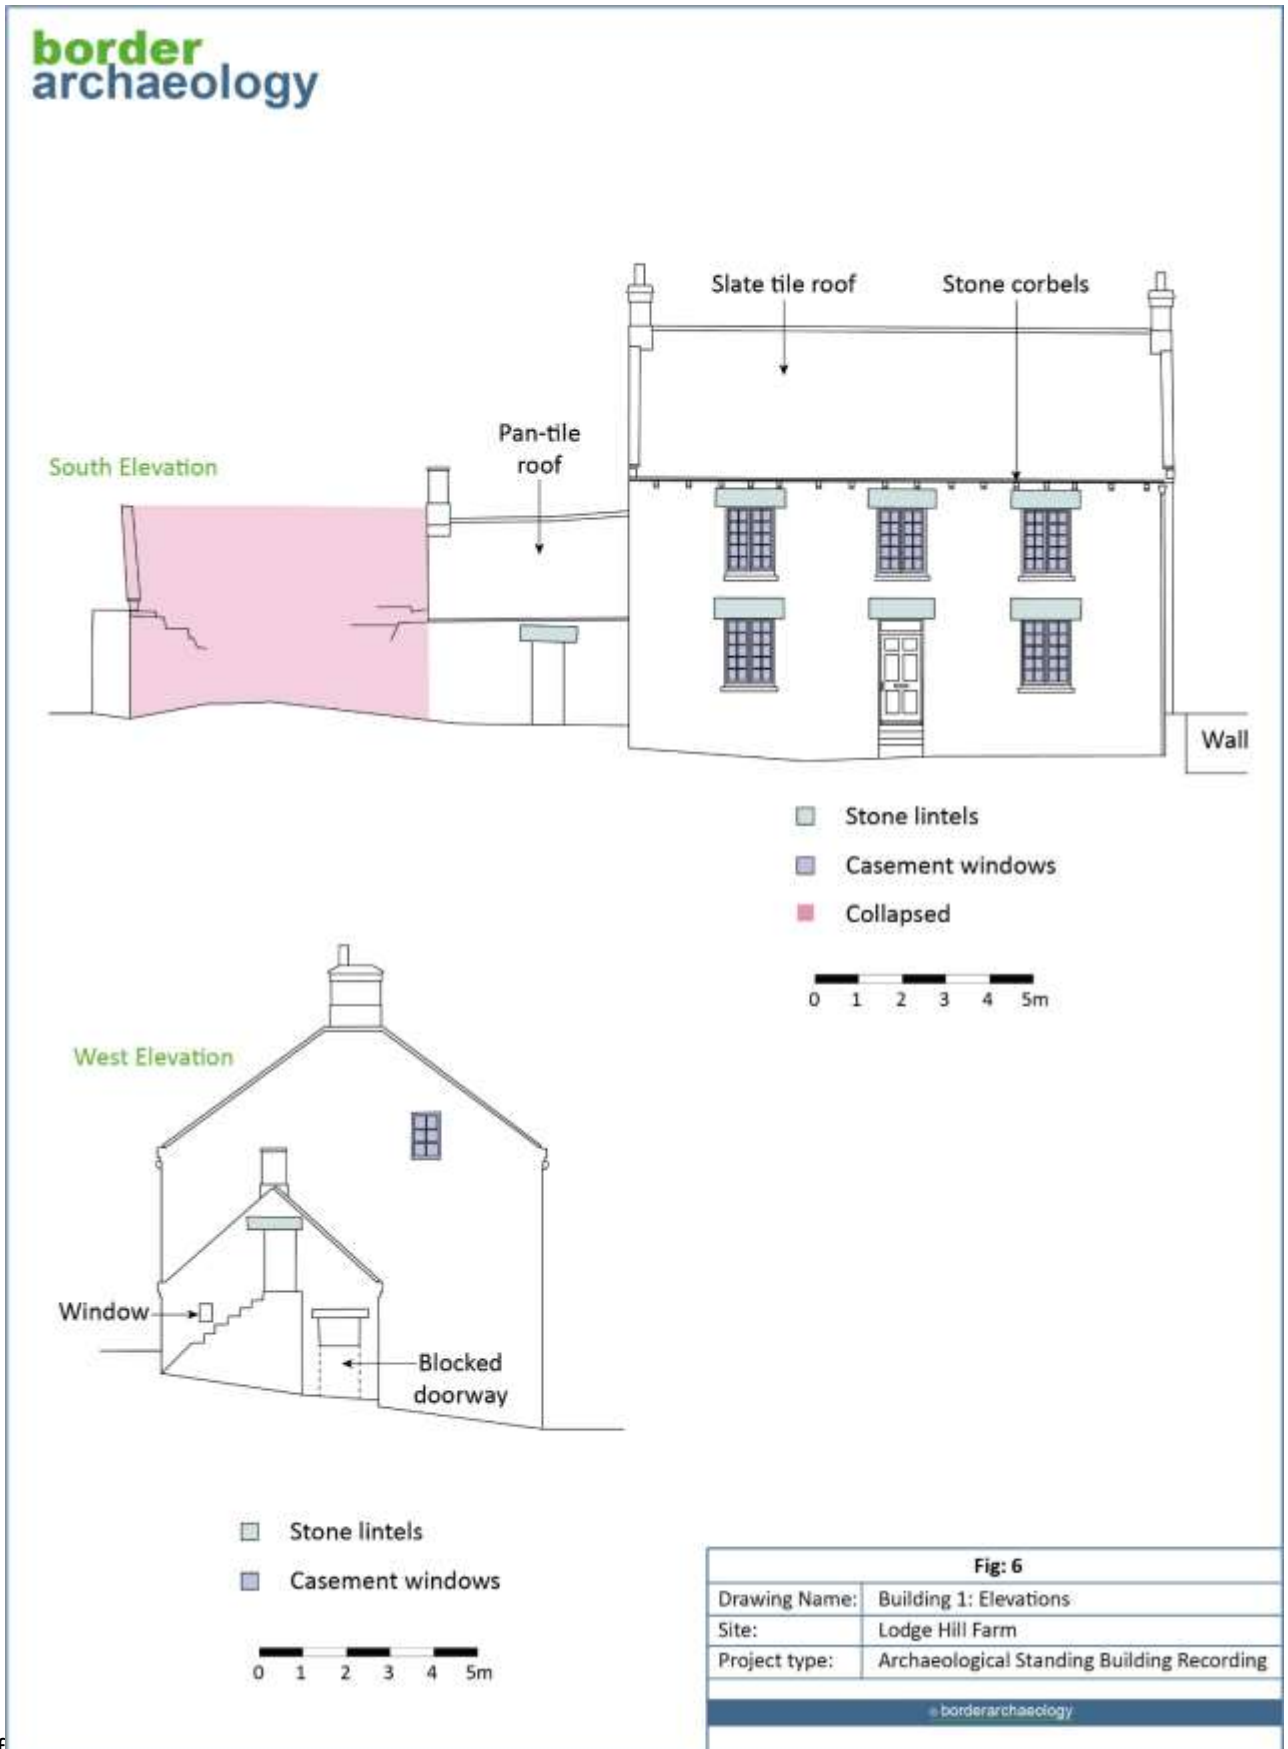 border
archaeology
Slate tile roof
Stone corbels
Pan-tile
roof
South Elevation
Wall
Stone lintels
Casement windows
Collapsed
0 1 2 3 4 5m
West Elevation
Window
Blocked
doorway
Stone lintels
Casement windows
0 1 2 3 4 5m
Fig: 6
Drawing Name: Building 1: Elevations
Site: Lodge Hill Farm
Project type: Archaeological Standing Building Recording
borderarchaeology